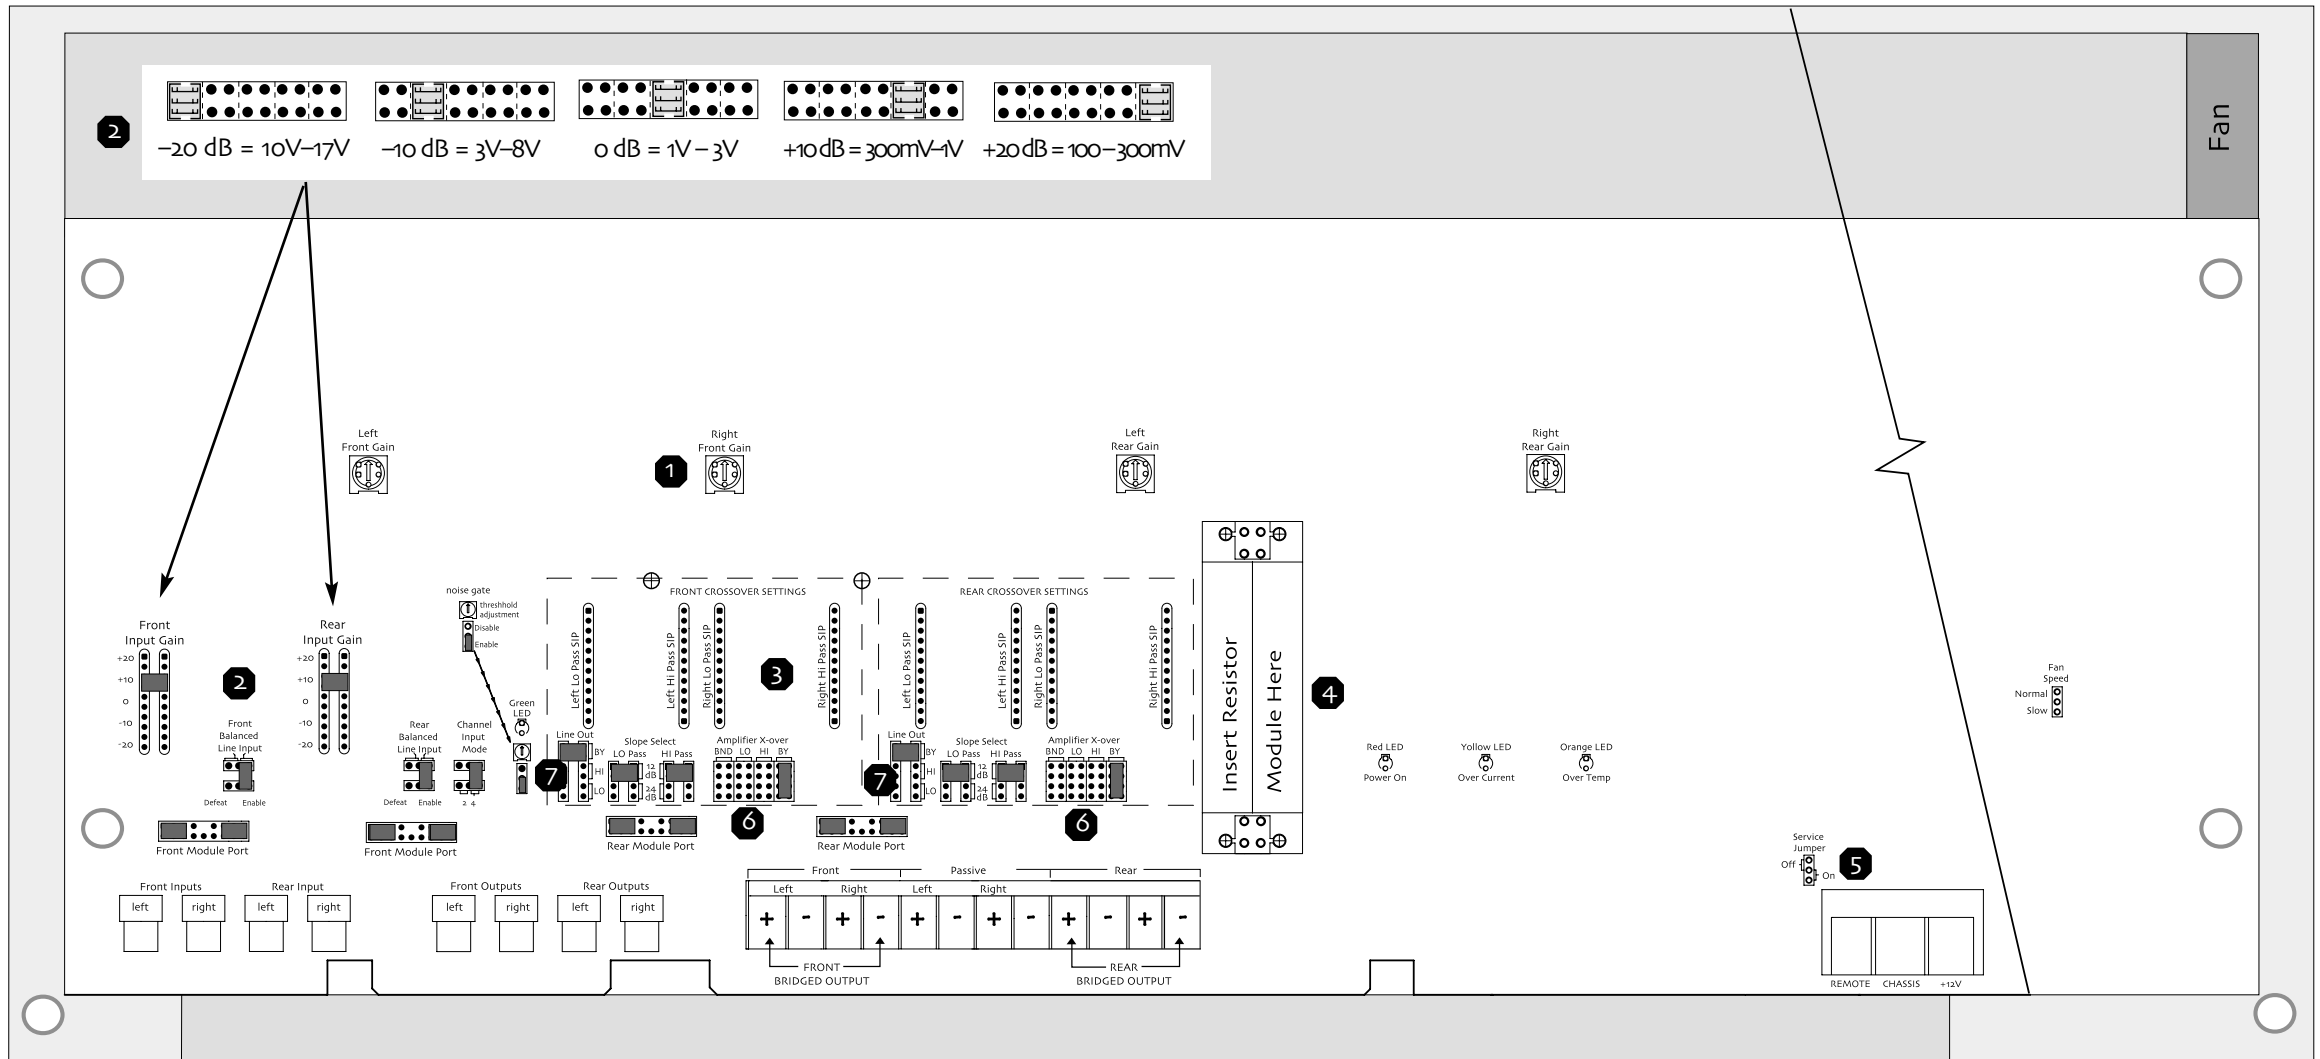 2
–20 dB = 10V–17V
–10 dB = 3V–8V
0 dB = 1V – 3V
+10 dB = 300mV–1V
+20 dB = 100–300mV
Fan
Left
Front Gain
1
Right
Front Gain
Left
Rear Gain
Right
Rear Gain
Front
Input Gain
+20
+10
0
-10
-20
2
Rear
Input Gain
+20
+10
0
-10
-20
noise gate
threshhold
adjustment
Disable
Enable
Green
LED
Front
Balanced
Line Input
Defeat Enable
Rear
Balanced
Line Input
Defeat Enable
Channel
Input
Mode
2 4
FRONT CROSSOVER SETTINGS
Left Lo Pass SIP
Left Hi Pass SIP
Right Lo Pass SIP
Right Hi Pass SIP
3
Line Out
BY
HI
LO
7
Slope Select
LO Pass HI Pass
12
dB
24
dB
Amplifier X-over
BND LO HI BY
6
REAR CROSSOVER SETTINGS
Left Lo Pass SIP
Left Hi Pass SIP
Right Lo Pass SIP
Right Hi Pass SIP
Line Out
BY
HI
LO
7
Slope Select
LO Pass HI Pass
12
dB
24
dB
Amplifier X-over
BND LO HI BY
6
Insert Resistor
Module Here
4
Red LED
Power On
Yellow LED
Over Current
Orange LED
Over Temp
Fan
Speed
Normal
Slow
Service
Jumper
Off
On
5
Front Module Port
Front Module Port
Rear Module Port
Rear Module Port
Front Inputs
left right
Rear Input
left right
Front Outputs
left right
Rear Outputs
left right
Front Passive Rear
Left Right Left Right
+ - + - + - + - + - + -
FRONT
BRIDGED OUTPUT
REAR
BRIDGED OUTPUT
REMOTE CHASSIS +12V